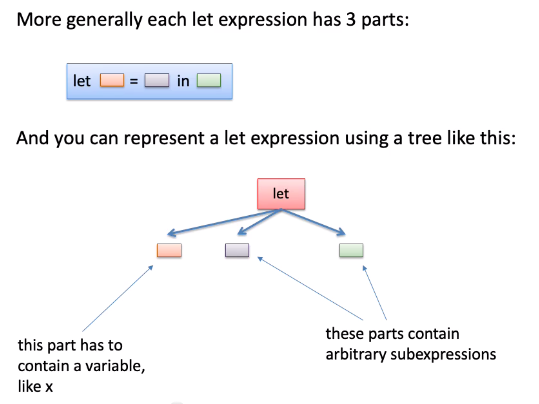 More generally each let expression has 3 parts:
let = in
And you can represent a let expression using a tree like this:
let
this part has to
contain a variable,
like x
these parts contain
arbitrary subexpressions